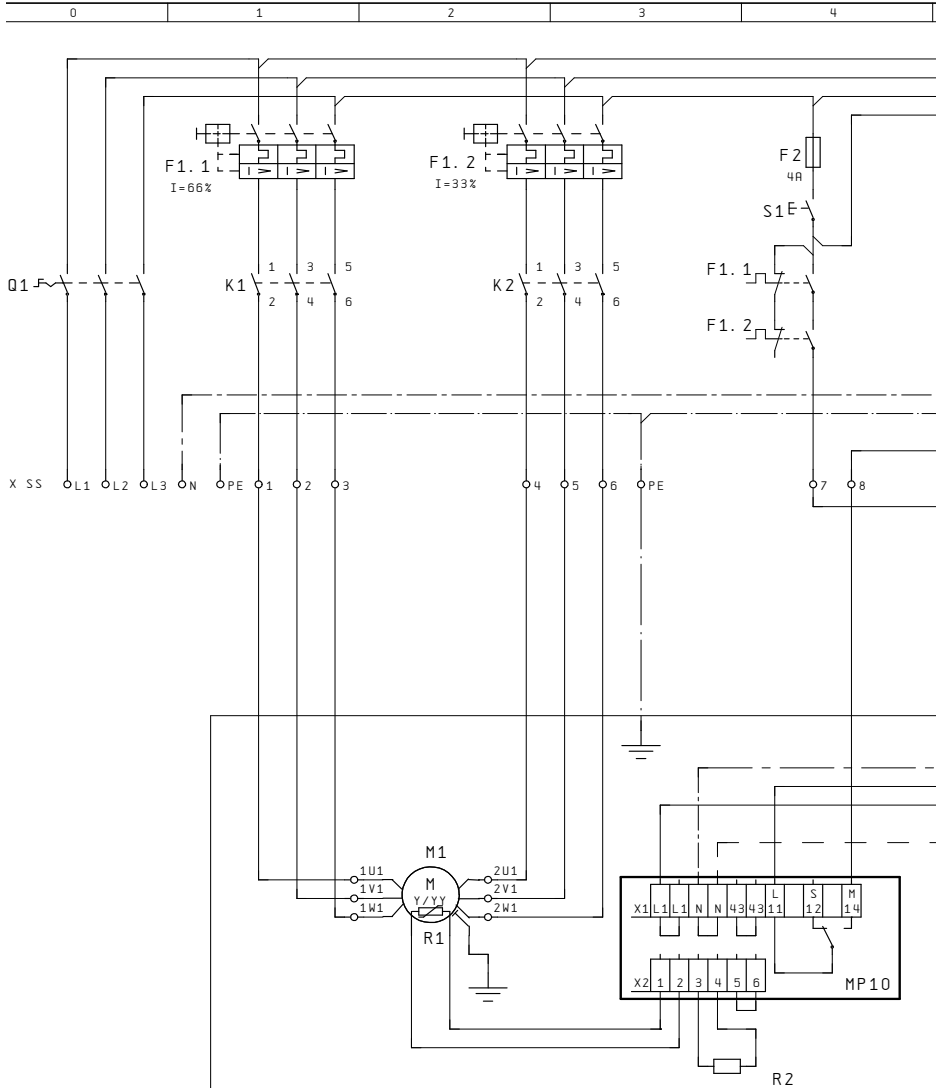 0 1 2 3 4
F1.1
I=66%
F1.2
I=33%
F2
4A
S1
Q1
K1
1 3 5
2 4 6
K2
1 3 5
2 4 6
F1.1
F1.2
X SS L1 L2 L3 N PE 1 2 3 4 5 6 PE 7 8
M1
1U1
1V1
1W1
M
Y/YY
2U1
2V1
2W1
R1
L S M
X1 L1 L1 N N 43 43 11 12 14
X2 1 2 3 4 5 6
MP10
R2